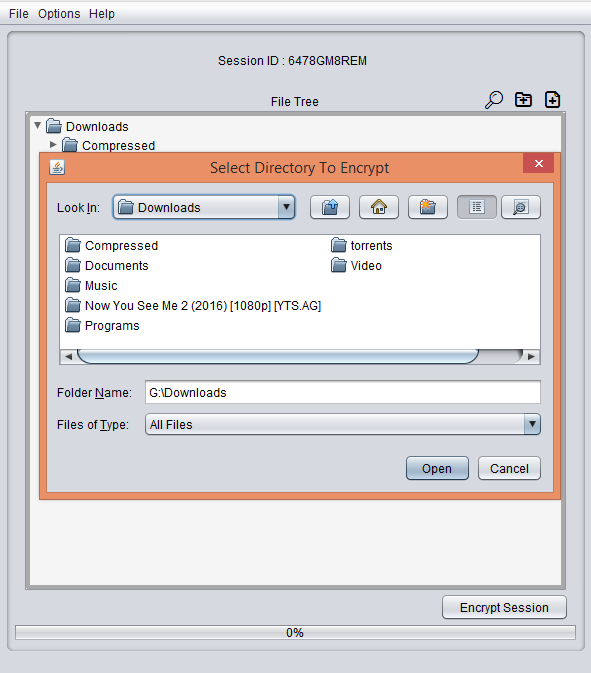 File Options Help
Session ID : 6478GM8REM
File Tree
Downloads
Compressed
Select Directory To Encrypt
Look In: Downloads
Compressed torrents
Documents Video
Music
Now You See Me 2 (2016) [1080p] [YTS.AG]
Programs
Folder Name: G:\Downloads
Files of Type: All Files
Open Cancel
Encrypt Session
0%